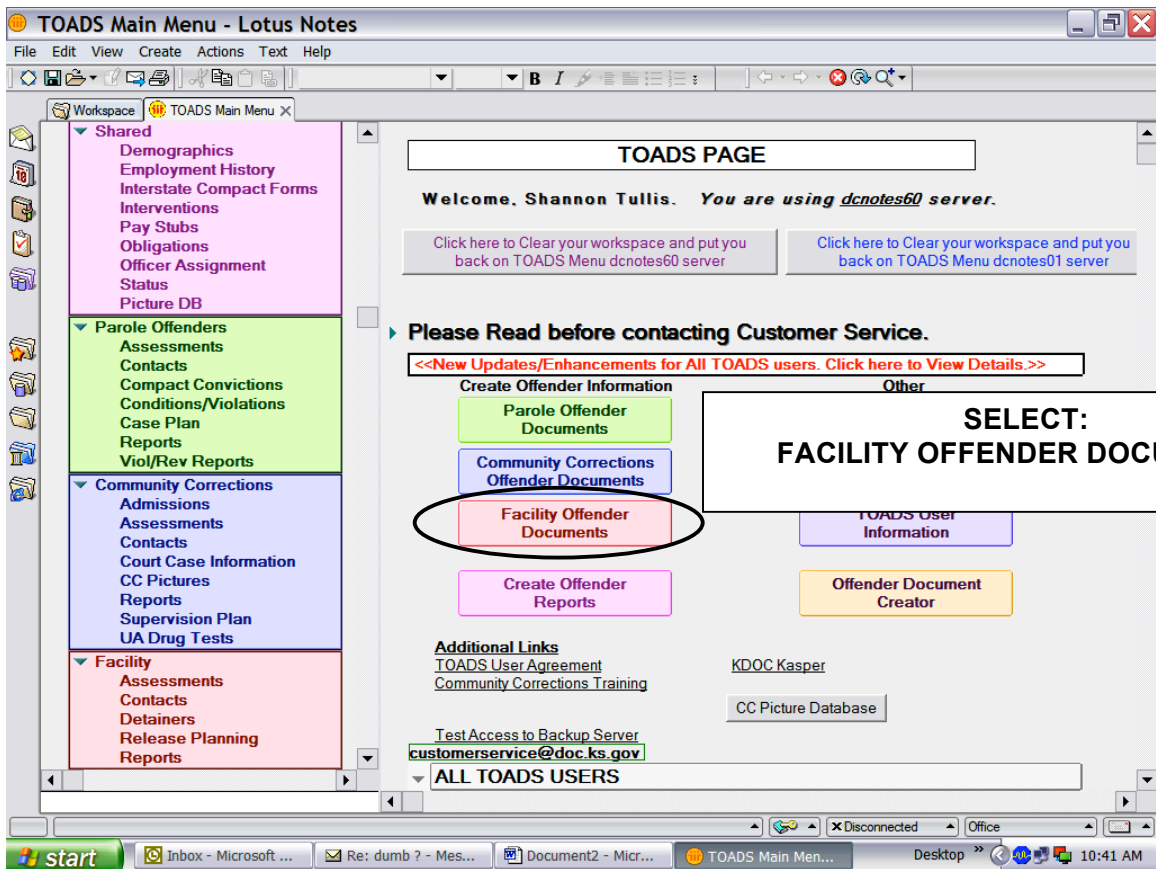 TOADS Main Menu - Lotus Notes
File Edit View Create Actions Text Help
B I
Workspace TOADS Main Menu
Shared
Demographics
Employment History
Interstate Compact Forms
Interventions
Pay Stubs
Obligations
Officer Assignment
Status
Picture DB
Parole Offenders
Assessments
Contacts
Compact Convictions
Conditions/Violations
Case Plan
Reports
Viol/Rev Reports
Community Corrections
Admissions
Assessments
Contacts
Court Case Information
CC Pictures
Reports
Supervision Plan
UA Drug Tests
Facility
Assessments
Contacts
Detainers
Release Planning
Reports
TOADS PAGE
Welcome, Shannon Tullis. You are using dcnotes60 server.
Click here to Clear your workspace and put you
back on TOADS Menu dcnotes60 server
Click here to Clear your workspace and put you
back on TOADS Menu dcnotes01 server
Please Read before contacting Customer Service.
<<New Updates/Enhancements for All TOADS users. Click here to View Details.>>
Create Offender Information
Parole Offender
Documents
Community Corrections
Offender Documents
Facility Offender
Documents
Create Offender
Reports
Other
SELECT:
FACILITY OFFENDER DOCU
TOADS User
Information
Offender Document
Creator
Additional Links
TOADS User Agreement
Community Corrections Training
KDOC Kasper
CC Picture Database
Test Access to Backup Server
customerservice@doc.ks.gov
ALL TOADS USERS
Disconnected Office
start Inbox - Microsoft ... Re: dumb ? - Mes... Document2 - Micr... TOADS Main Men... Desktop » 10:41 AM